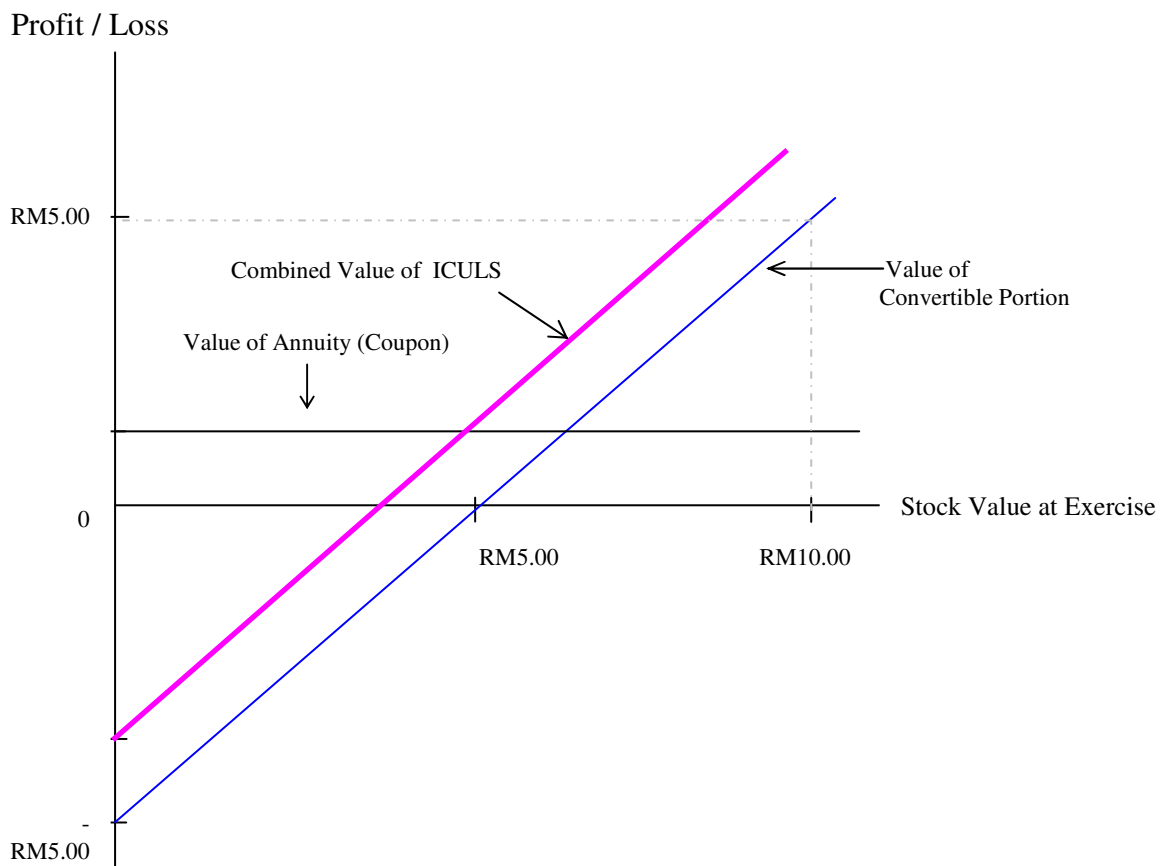 Profit / Loss
RM5.00
Combined Value of ICULS
Value of
Convertible Portion
Value of Annuity (Coupon)
0
Stock Value at Exercise
RM5.00
RM10.00
-
RM5.00